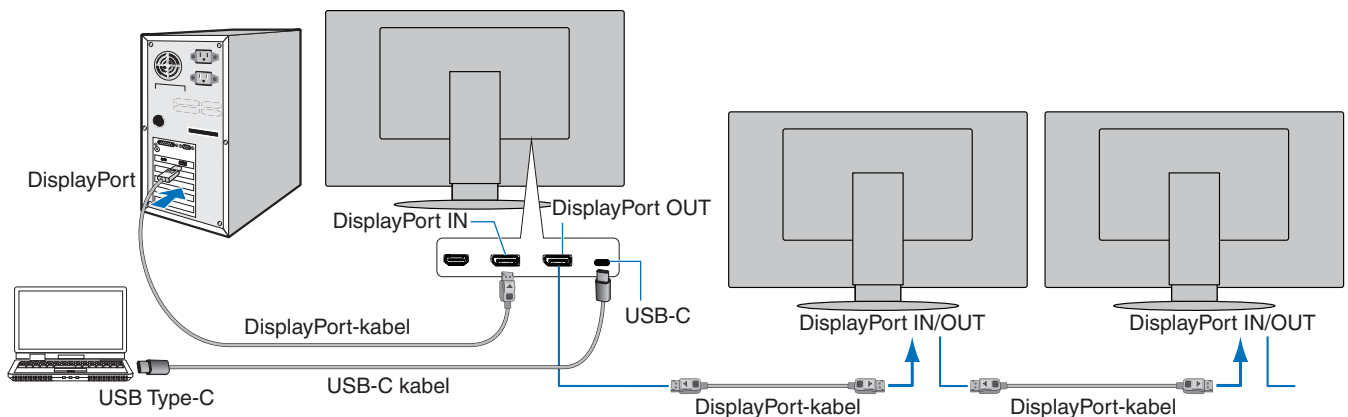 DisplayPort
DisplayPort IN
DisplayPort OUT
USB-C
DisplayPort-kabel
USB Type-C
USB-C kabel
DisplayPort IN/OUT
DisplayPort IN/OUT
DisplayPort-kabel
DisplayPort-kabel